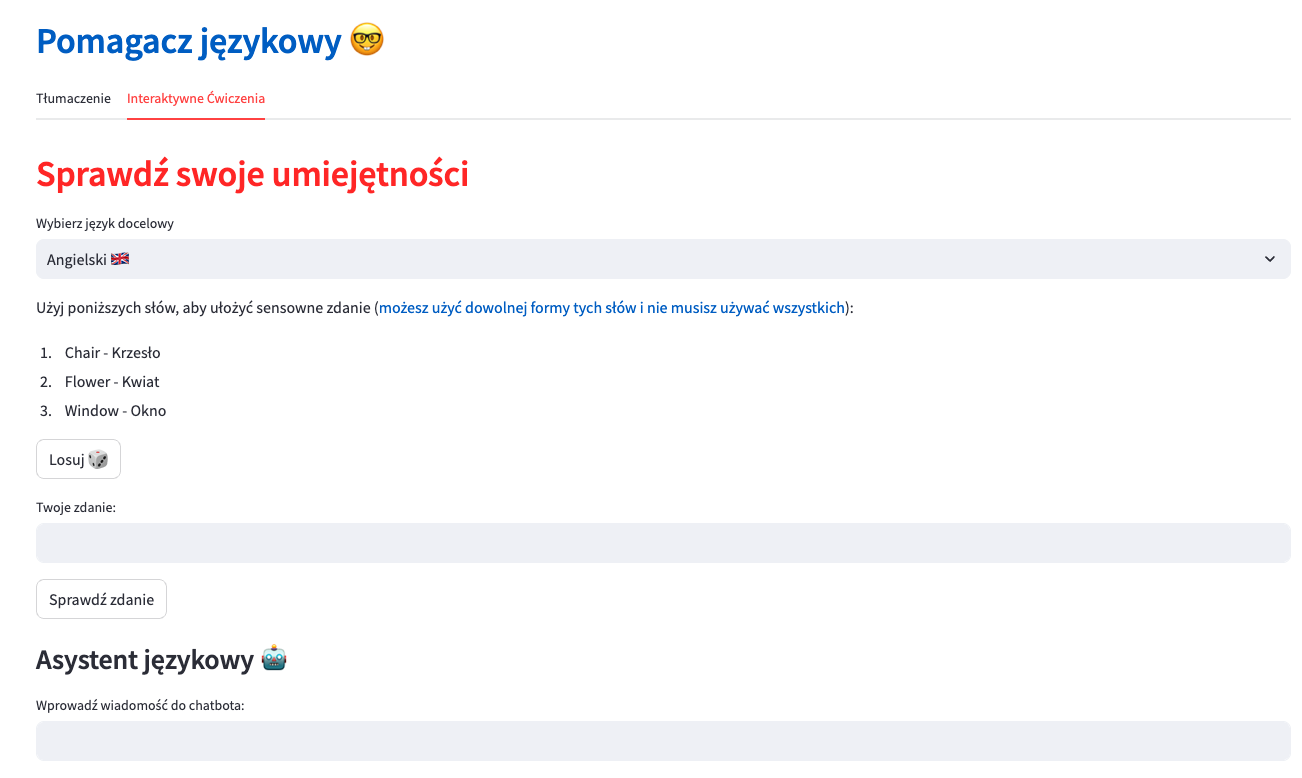 Pomagacz językowy 🤓
Tłumaczenie Interaktywne Ćwiczenia
Sprawdź swoje umiejętności
Wybierz język docelowy
Angielski 🇬🇧
Użyj poniższych słów, aby ułożyć sensowne zdanie (możesz użyć dowolnej formy tych słów i nie musisz używać wszystkich):
1. Chair - Krzesło
2. Flower - Kwiat
3. Window - Okno
Losuj 🎲
Twoje zdanie:
Sprawdź zdanie
Asystent językowy 🤖
Wprowadź wiadomość do chatbota: